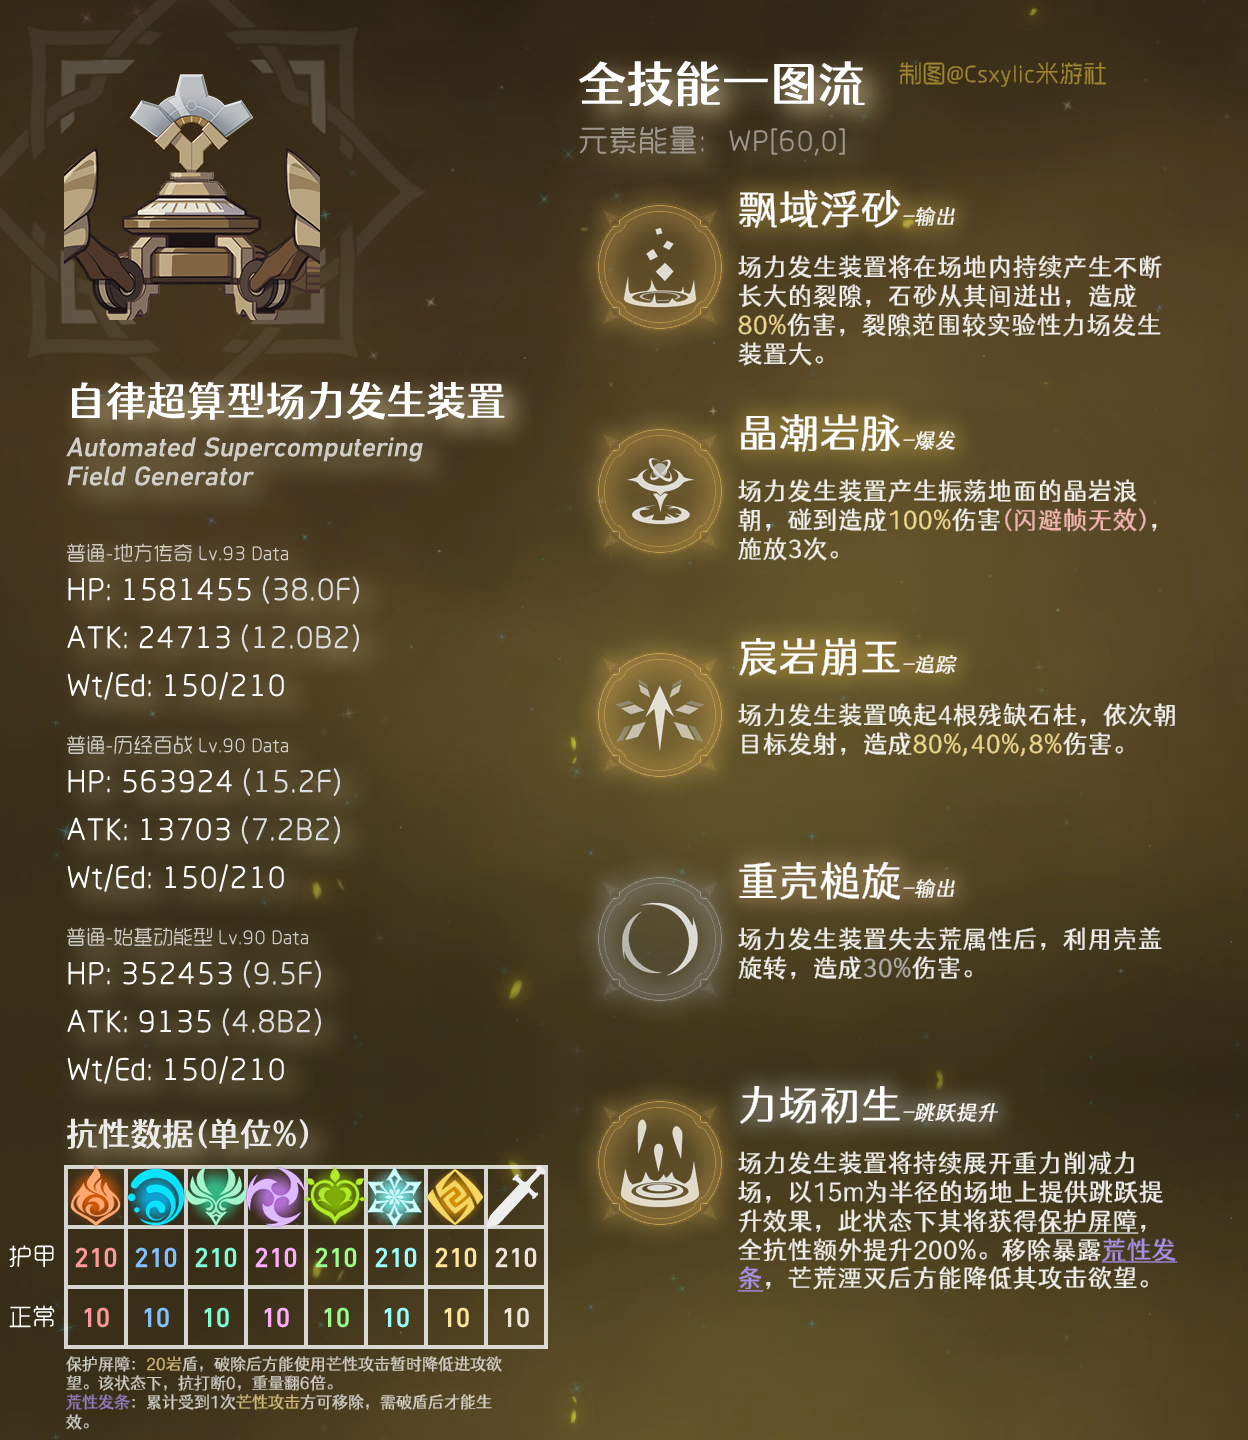 全技能一图流
制图@Csxylic米游社
元素能量: WP[60,0]
飘域浮砂-输出
场力发生装置将在场地内持续产生不断
长大的裂隙，石砂从其间迸出，造成
80%伤害，裂隙范围较实验性力场发生
装置大。
自律超算型场力发生装置
Automated Supercomputering
Field Generator
晶潮岩脉-爆发
场力发生装置产生振荡地面的晶岩浪
朝，碰到造成100%伤害(闪避帧无效)，
施放3次。
普通-地方传奇 Lv.93 Data
HP: 1581455 (38.0F)
ATK: 24713 (12.0B2)
Wt/Ed: 150/210
宸岩崩玉-追踪
场力发生装置唤起4根残缺石柱，依次朝
目标发射，造成80%,40%,8%伤害。
普通-历经百战 Lv.90 Data
HP: 563924 (15.2F)
ATK: 13703 (7.2B2)
Wt/Ed: 150/210
重壳槌旋-输出
场力发生装置失去荒属性后，利用壳盖
旋转，造成30%伤害。
普通-始基动能型 Lv.90 Data
HP: 352453 (9.5F)
ATK: 9135 (4.8B2)
Wt/Ed: 150/210
力场初生-跳跃提升
场力发生装置将持续展开重力削减力
场，以15m为半径的场地上提供跳跃提
升效果，此状态下其将获得保护屏障，
全抗性额外提升200%。移除暴露荒性发
条，芒荒湮灭后方能降低其攻击欲望。
抗性数据(单位%)
护甲 210 210 210 210 210 210 210 210
正常 10 10 10 10 10 10 10 10
保护屏障：20岩盾，破除后方能使用芒性攻击暂时降低进攻欲
望。该状态下，抗打断0，重量翻6倍。
荒性发条：累计受到1次芒性攻击方可移除，需破盾后才能生
效。